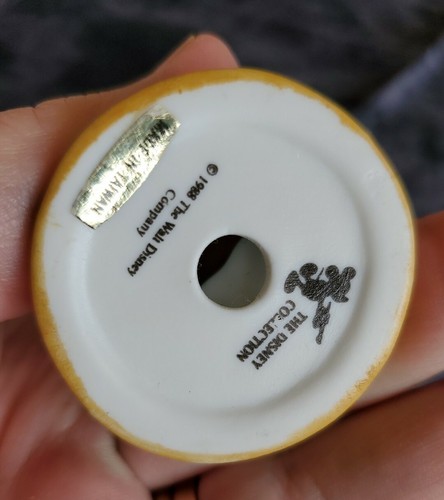 MADE IN TAIWAN
© 1988 The Walt Disney
Company
THE DISNEY
COLLECTION